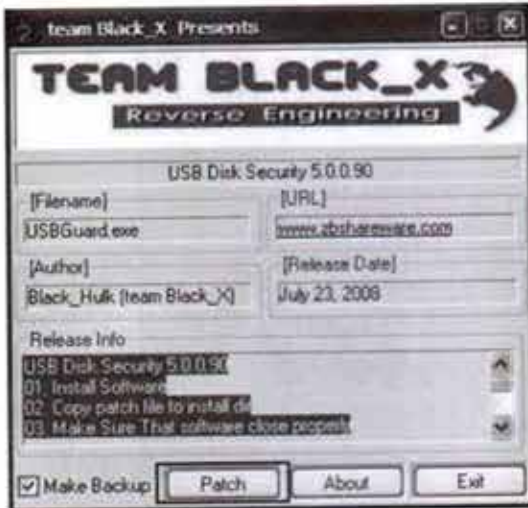 team Black_X Presents
TEAM BLACK_X
Reverse Engineering
USB Disk Security 5.0.0.90
[Filename]
[URL]
USBGuard.exe
www.zbshareware.com
[Author]
[Release Date]
Black_Hulk (team Black_X)
July 23, 2008
Release Info
USB Disk Security 5.0.0.90
01. Install Software
02. Copy patch file to install dir
03. Make Sure That software close properly
Make Backup
Patch
About
Exit